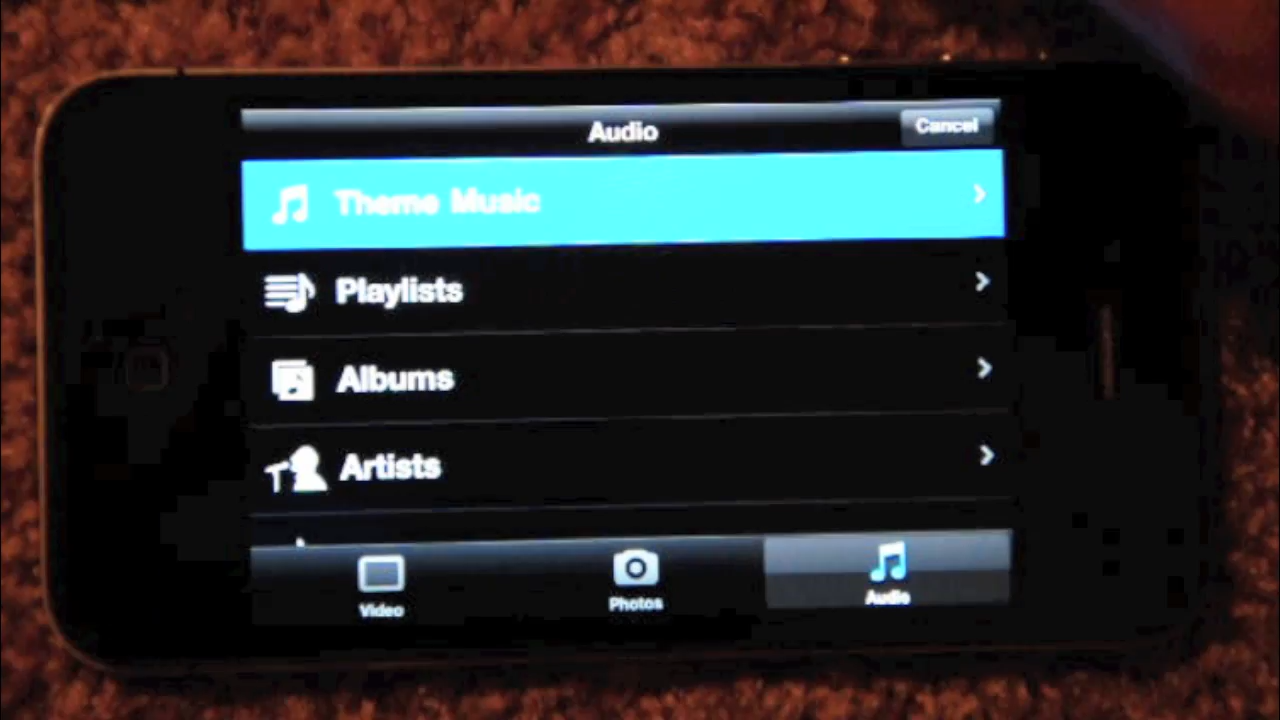 Audio
Cancel
Theme Music
Playlists
Albums
Artists
Video
Photos
Audio